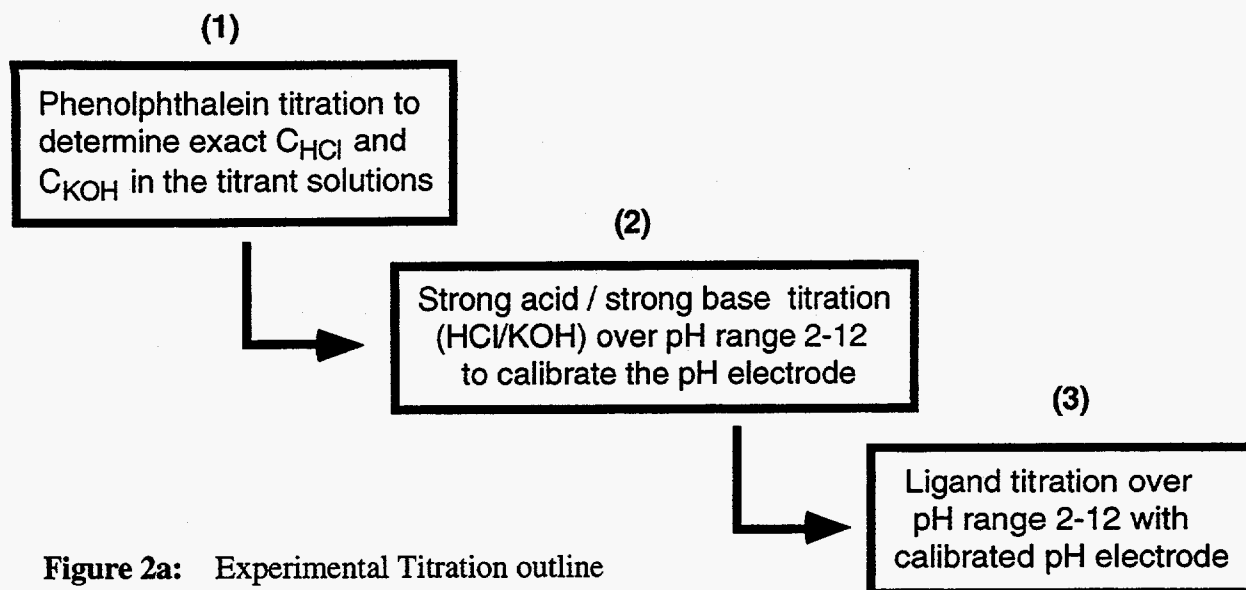 (1)
Phenolphthalein titration to
determine exact CHCl and
CKOH in the titrant solutions
(2)
Strong acid / strong base titration
(HCl/KOH) over pH range 2-12
to calibrate the pH electrode
(3)
Ligand titration over
pH range 2-12 with
calibrated pH electrode
Figure 2a: Experimental Titration outline